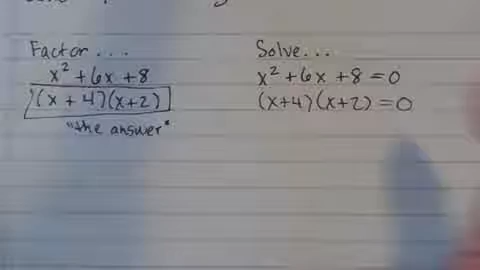 Factor...
x² + 6x + 8
(x + 4)(x+2)
"the answer"
Solve...
x² + 6x + 8 = 0
(x+4)(x+2) = 0